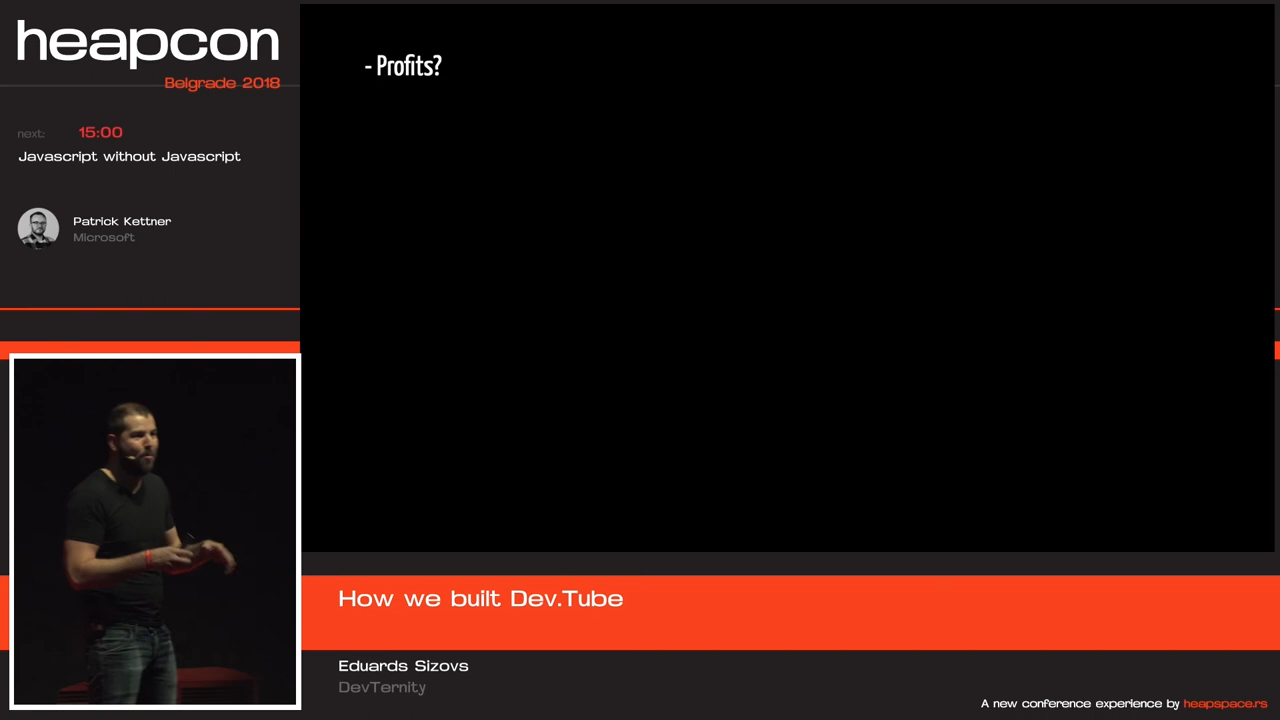 heapcon
Belgrade 2018
next: 15:00
Javascript without Javascript
Patrick Kettner
Microsoft
- Profits?
How we built Dev.Tube
Eduards Sizovs
DevTernity
A new conference experience by heapspace.rs